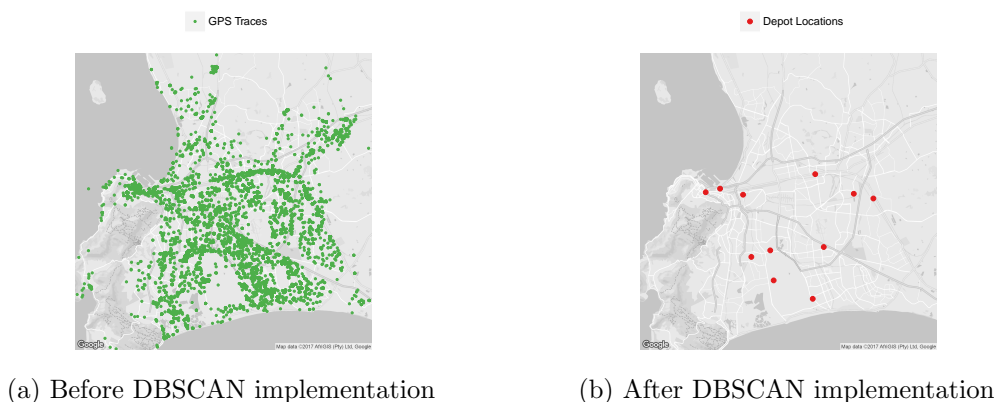 GPS Traces
Depot Locations
Google
Map data ©2017 AfriGIS (Pty) Ltd, Google
Google
Map data ©2017 AfriGIS (Pty) Ltd, Google
(a) Before DBSCAN implementation
(b) After DBSCAN implementation